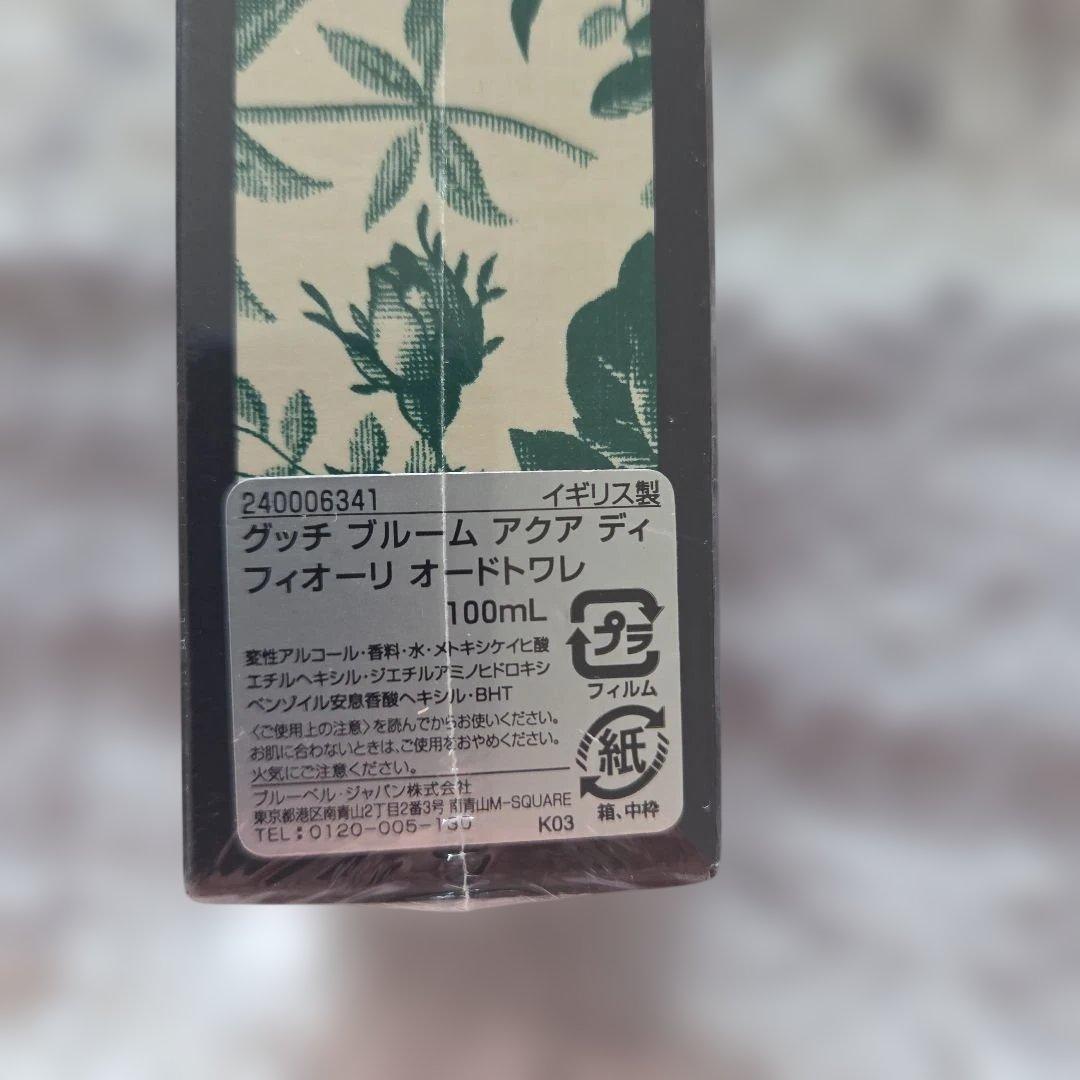 240006341 イギリス製
グッチ ブルーム アクア ディ
フィオーリ オードトワレ
100mL
プラ
フィルム
変性アルコール・香料・水・メトキシケイヒ酸
エチルヘキシル・ジエチルアミノヒドロキシ
ベンゾイル安息香酸ヘキシル・BHT
〈ご使用上の注意〉を読んでからお使いください。
お肌に合わないときは、ご使用をおやめください。
火気にご注意ください。
紙
箱、中枠
ブルーベル・ジャパン株式会社
東京都港区南青山2丁目2番3号 南青山M-SQUARE
TEL：0120-005-130 K03